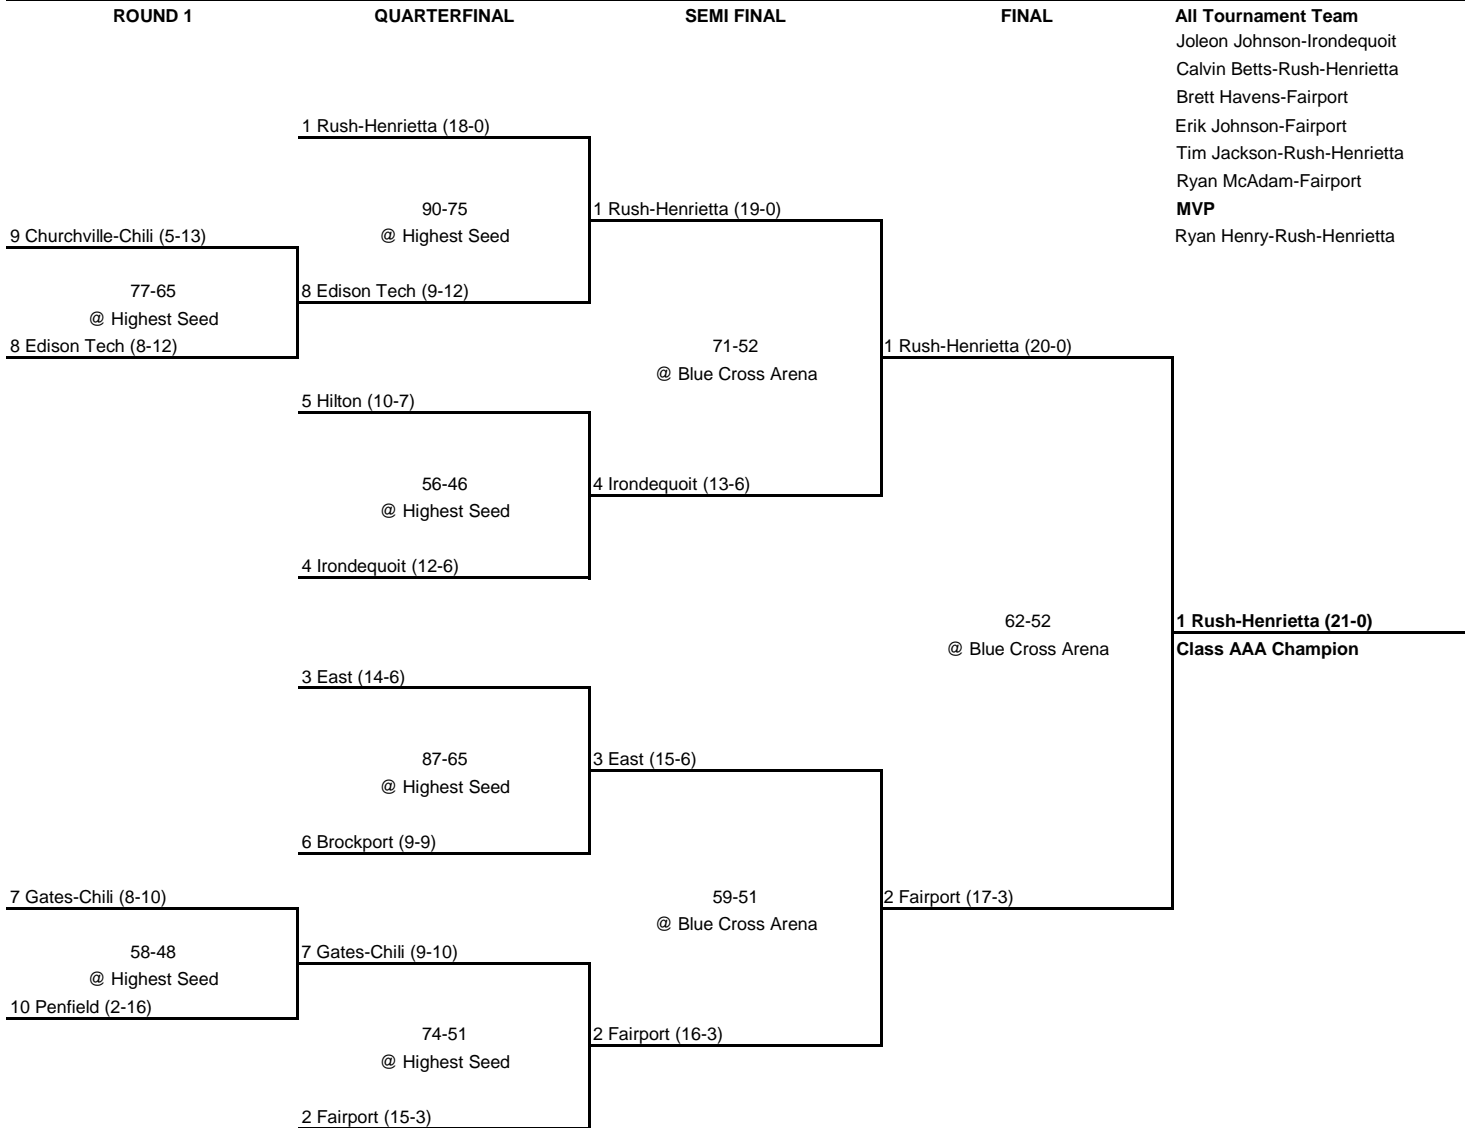 ROUND 1 QUARTERFINAL SEMI FINAL FINAL All Tournament Team
Joleon Johnson-Irondequoit
Calvin Betts-Rush-Henrietta
Brett Havens-Fairport
1 Rush-Henrietta (18-0) Erik Johnson-Fairport
Tim Jackson-Rush-Henrietta
Ryan McAdam-Fairport
90-75 1 Rush-Henrietta (19-0) MVP
9 Churchville-Chili (5-13) @ Highest Seed Ryan Henry-Rush-Henrietta
77-65 8 Edison Tech (9-12)
@ Highest Seed
8 Edison Tech (8-12) 71-52 1 Rush-Henrietta (20-0)
@ Blue Cross Arena
5 Hilton (10-7)
56-46 4 Irondequoit (13-6)
@ Highest Seed
4 Irondequoit (12-6)
62-52 1 Rush-Henrietta (21-0)
@ Blue Cross Arena Class AAA Champion
3 East (14-6)
87-65 3 East (15-6)
@ Highest Seed
6 Brockport (9-9)
7 Gates-Chili (8-10) 59-51 2 Fairport (17-3)
@ Blue Cross Arena
58-48 7 Gates-Chili (9-10)
@ Highest Seed
10 Penfield (2-16)
74-51 2 Fairport (16-3)
@ Highest Seed
2 Fairport (15-3)